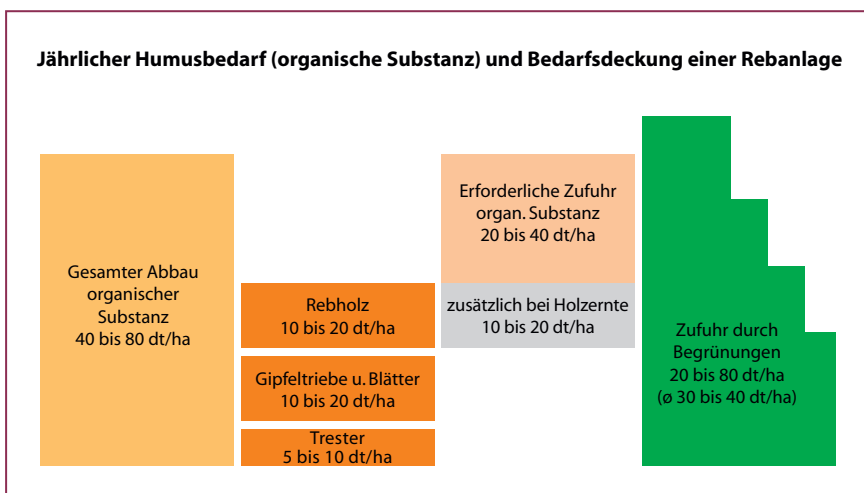 Jährlicher Humusbedarf (organische Substanz) und Bedarfsdeckung einer Rebanlage
Gesamter Abbau
organischer
Substanz
40 bis 80 dt/ha
Rebholz
10 bis 20 dt/ha
Gipfeltriebe u. Blätter
10 bis 20 dt/ha
Trester
5 bis 10 dt/ha
Erforderliche Zufuhr
organ. Substanz
20 bis 40 dt/ha
zusätzlich bei Holzernte
10 bis 20 dt/ha
Zufuhr durch
Begrünungen
20 bis 80 dt/ha
(ø 30 bis 40 dt/ha)